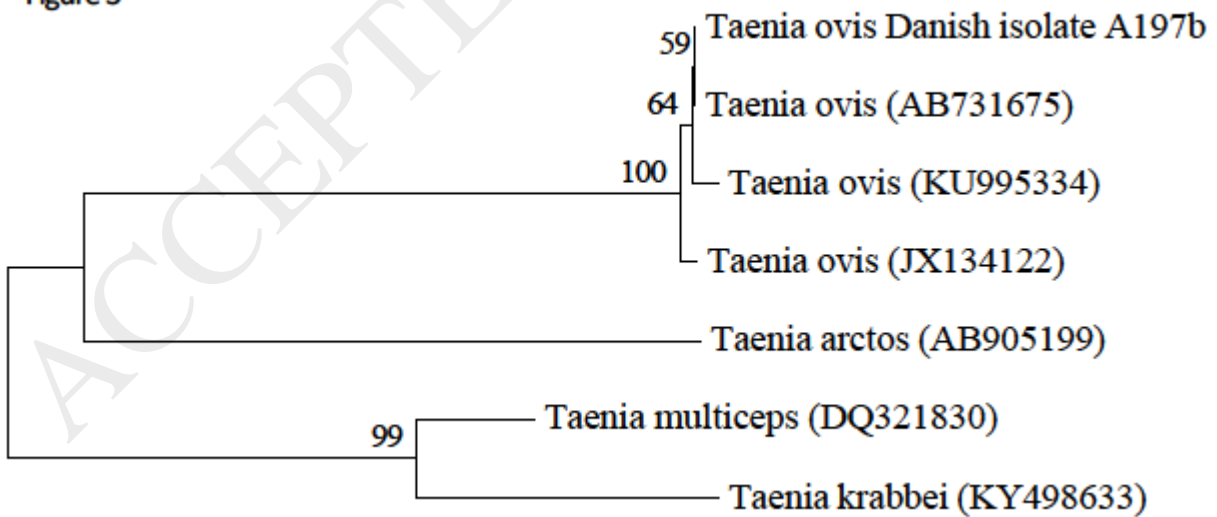 59
Taenia ovis Danish isolate A197b
64
Taenia ovis (AB731675)
100
Taenia ovis (KU995334)
Taenia ovis (JX134122)
Taenia arctos (AB905199)
99
Taenia multiceps (DQ321830)
Taenia krabbei (KY498633)
ACCEPTE